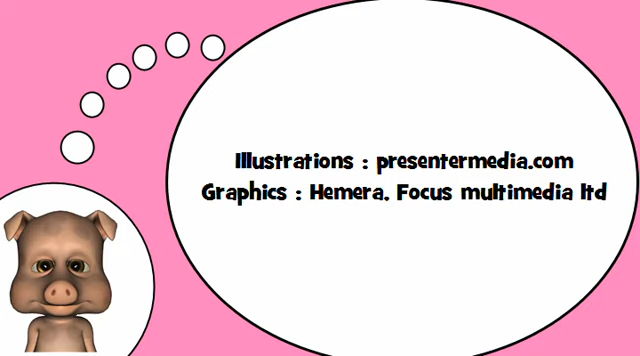 Illustrations : presentermedia.com
Graphics : Hemera. Focus multimedia ltd